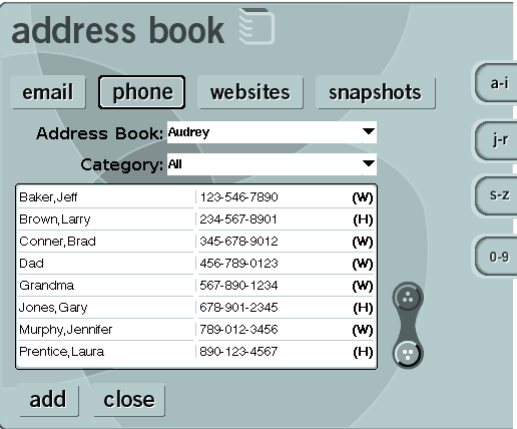 address book
email phone websites snapshots
Address Book: Audrey
Category: All
Baker, Jeff 123-546-7890 (W)
Brown, Larry 234-567-8901 (H)
Conner, Brad 345-678-9012 (W)
Dad 456-789-0123 (W)
Grandma 567-890-1234 (W)
Jones, Gary 678-901-2345 (H)
Murphy, Jennifer 789-012-3456 (W)
Prentice, Laura 890-123-4567 (H)
add close
a-i
j-r
s-z
0-9